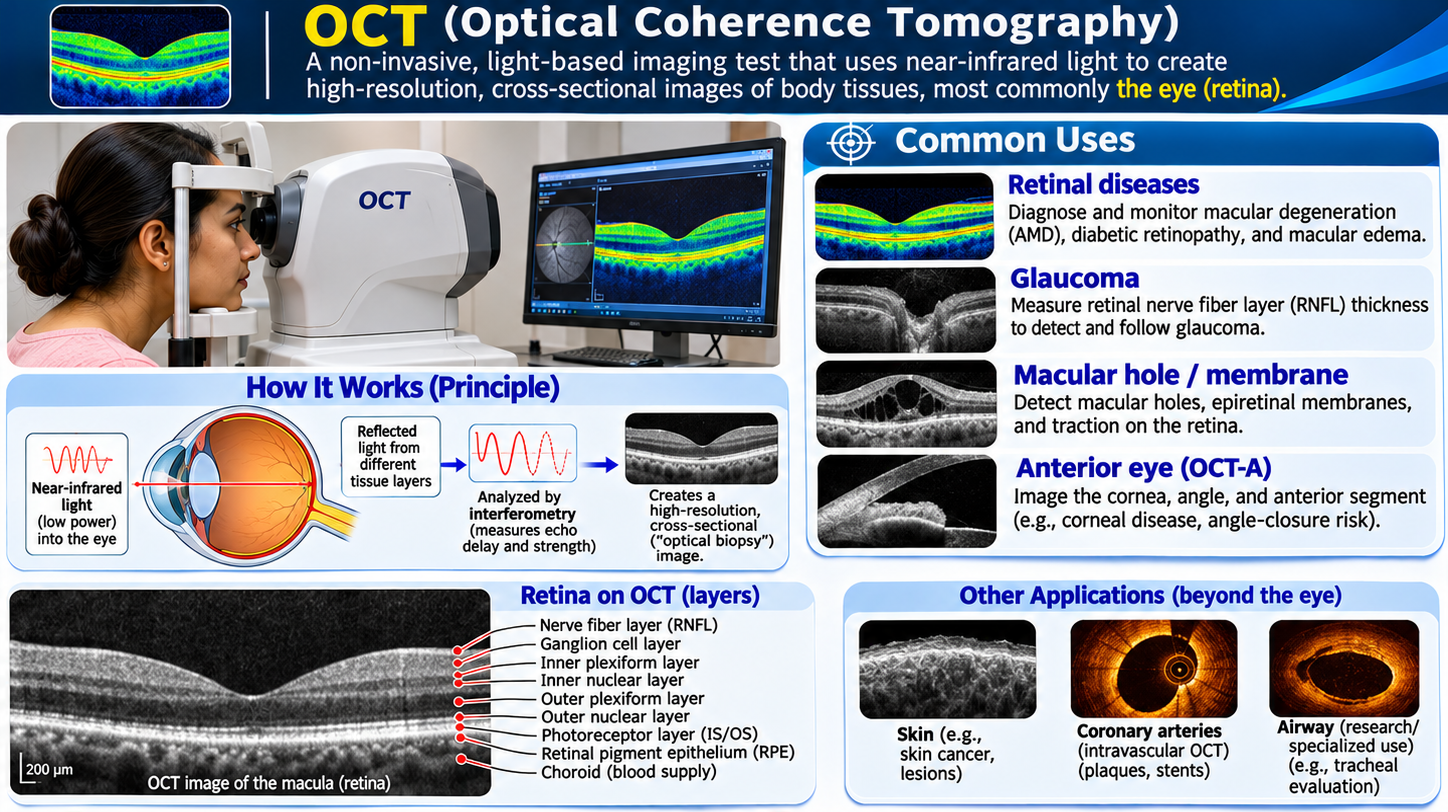 OCT (Optical Coherence Tomography)
A non-invasive, light-based imaging test that uses near-infrared light to create
high-resolution, cross-sectional images of body tissues, most commonly the eye (retina).
OCT
How It Works (Principle)
Near-infrared
light
(low power)
into the eye
Reflected
light from
different
tissue layers
Analyzed by
interferometry
(measures echo
delay and strength)
Creates a
high-resolution,
cross-sectional
("optical biopsy")
image.
Common Uses
Retinal diseases
Diagnose and monitor macular degeneration
(AMD), diabetic retinopathy, and macular edema.
Glaucoma
Measure retinal nerve fiber layer (RNFL) thickness
to detect and follow glaucoma.
Macular hole / membrane
Detect macular holes, epiretinal membranes,
and traction on the retina.
Anterior eye (OCT-A)
Image the cornea, angle, and anterior segment
(e.g., corneal disease, angle-closure risk).
Retina on OCT (layers)
Nerve fiber layer (RNFL)
Ganglion cell layer
Inner plexiform layer
Inner nuclear layer
Outer plexiform layer
Outer nuclear layer
Photoreceptor layer (IS/OS)
Retinal pigment epithelium (RPE)
Choroid (blood supply)
200 µm
OCT image of the macula (retina)
Other Applications (beyond the eye)
Skin (e.g.,
skin cancer,
lesions)
Coronary arteries
(intravascular OCT)
(plaques, stents)
Airway (research/
specialized use)
(e.g., tracheal
evaluation)